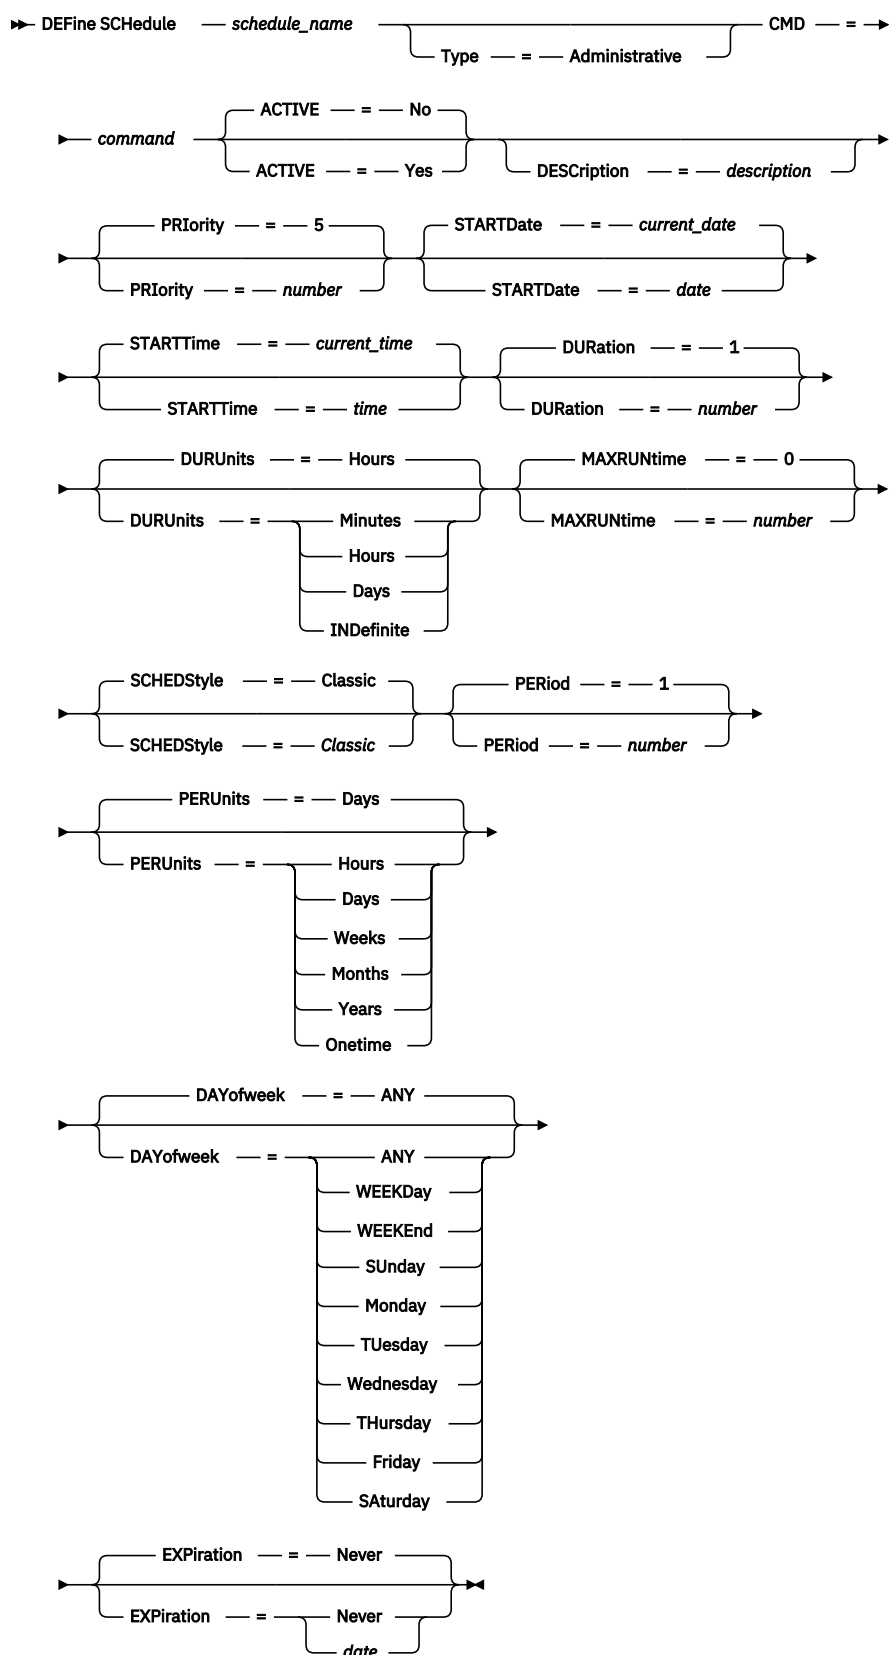 DEFine SCHedule schedule_name CMD =
Type = Administrative
ACTIVE = No
command
ACTIVE = Yes
DESCription = description
PRIority = 5
STARTDate = current_date
PRIority = number
STARTDate = date
STARTTime = current_time
DURation = 1
STARTTime = time
DURation = number
DURUnits = Hours
MAXRUNtime = 0
DURUnits = Minutes
MAXRUNtime = number
Hours
Days
INDefinite
SCHEDStyle = Classic
PERiod = 1
SCHEDStyle = Classic
PERiod = number
PERUnits = Days
PERUnits = Hours
Days
Weeks
Months
Years
Onetime
DAYofweek = ANY
DAYofweek = ANY
WEEKDay
WEEKEnd
SUnday
Monday
TUesday
Wednesday
THursday
Friday
SAturday
EXPiration = Never
EXPiration = Never
date